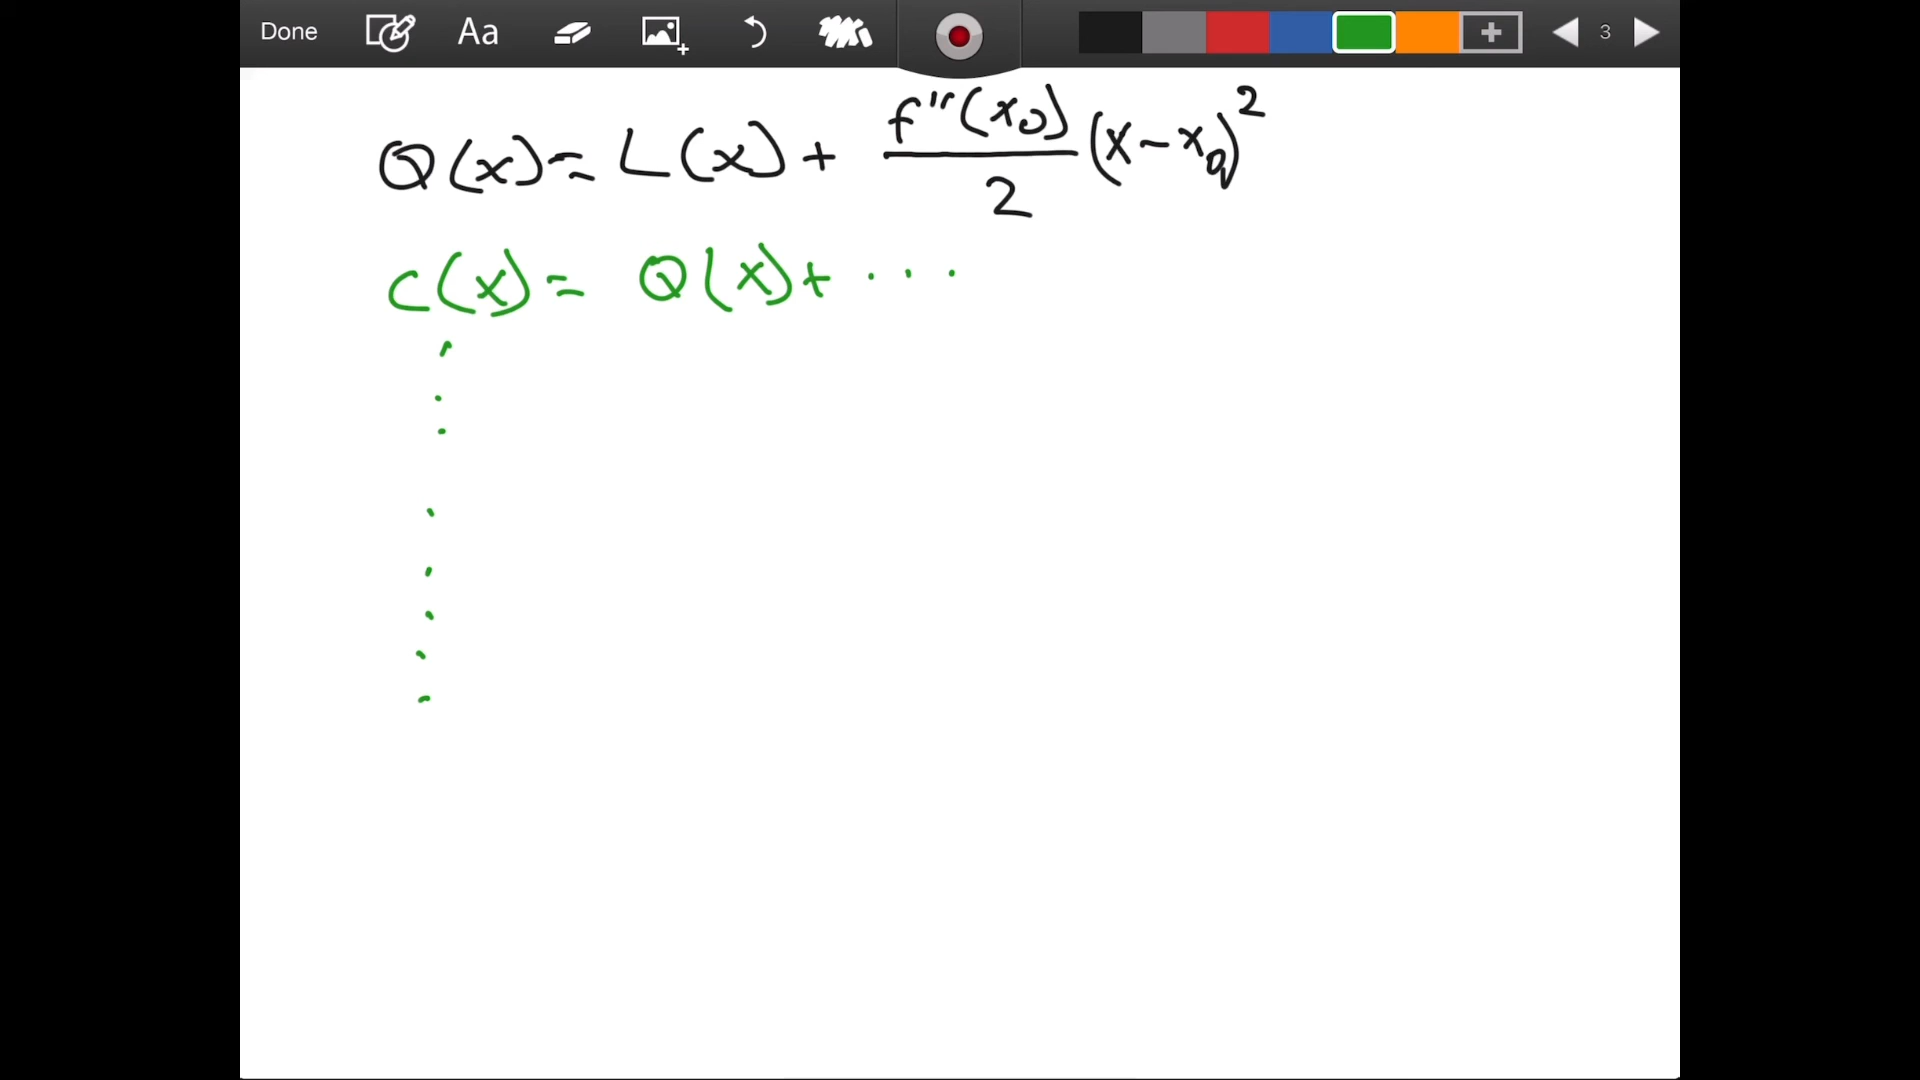 Done Aa 3
Q(x) = L(x) + f''(x₀)/2 (x - x₀)²
C(x) = Q(x) + ...